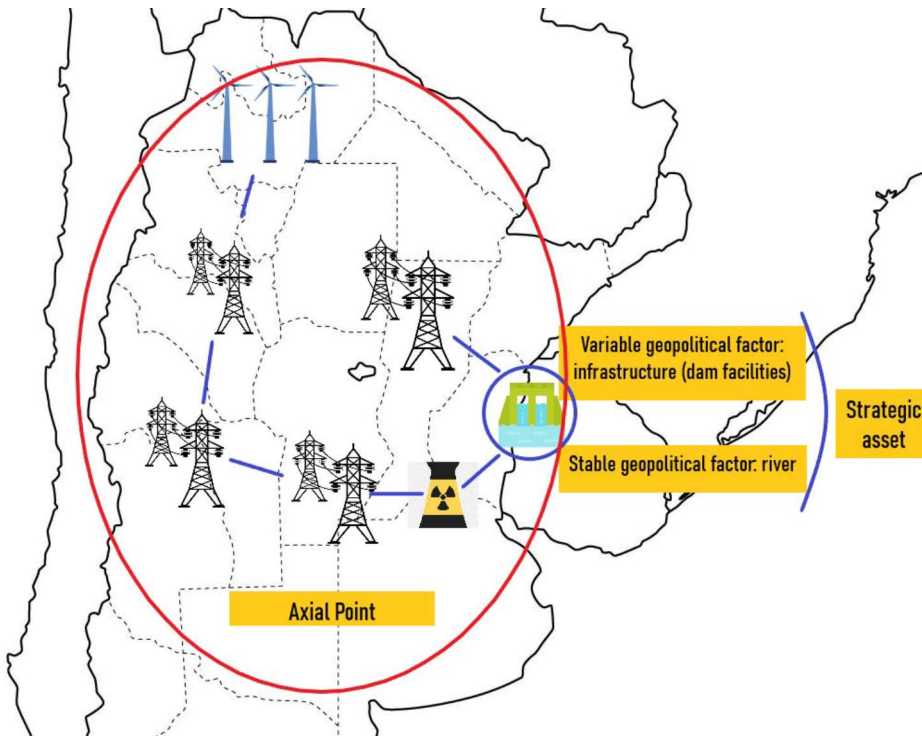 Variable geopolitical factor:
infrastructure (dam facilities)
Strategic
asset
Stable geopolitical factor: river
Axial Point